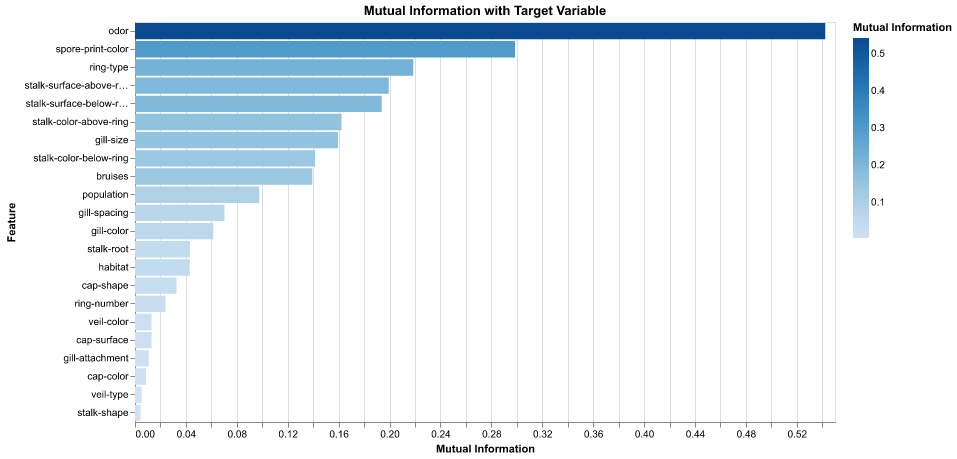 Mutual Information with Target Variable
odor
spore-print-color
ring-type
stalk-surface-above-r…
stalk-surface-below-r…
stalk-color-above-ring
gill-size
stalk-color-below-ring
bruises
population
gill-spacing
gill-color
stalk-root
habitat
cap-shape
ring-number
veil-color
cap-surface
gill-attachment
cap-color
veil-type
stalk-shape
Feature
0.00 0.04 0.08 0.12 0.16 0.20 0.24 0.28 0.32 0.36 0.40 0.44 0.48 0.52
Mutual Information
Mutual Information
0.5
0.4
0.3
0.2
0.1